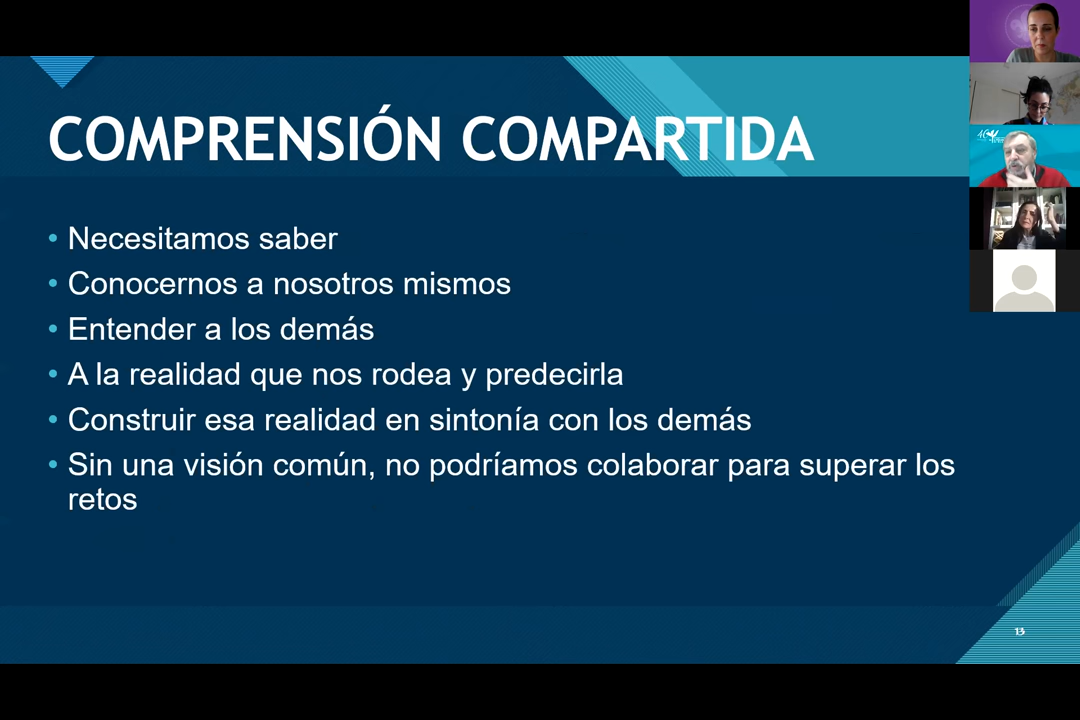 COMPRENSIÓN COMPARTIDA
• Necesitamos saber
• Conocernos a nosotros mismos
• Entender a los demás
• A la realidad que nos rodea y predecirla
• Construir esa realidad en sintonía con los demás
• Sin una visión común, no podríamos colaborar para superar los
retos
13